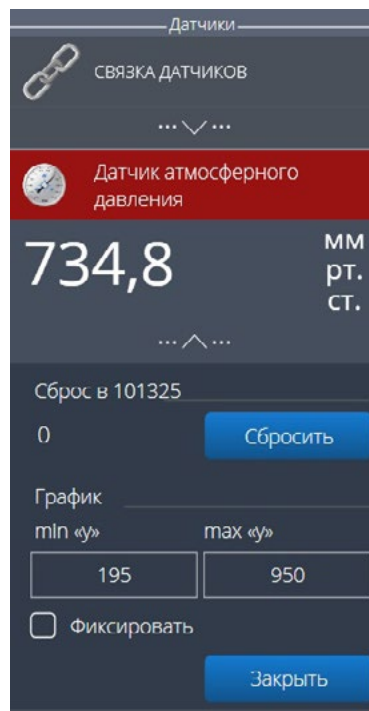 Датчики
СВЯЗКА ДАТЧИКОВ
Датчик атмосферного
давления
734,8
мм
рт.
ст.
Сброс в 101325
0
Сбросить
График
min «у»
max «у»
195
950
Фиксировать
Закрыть